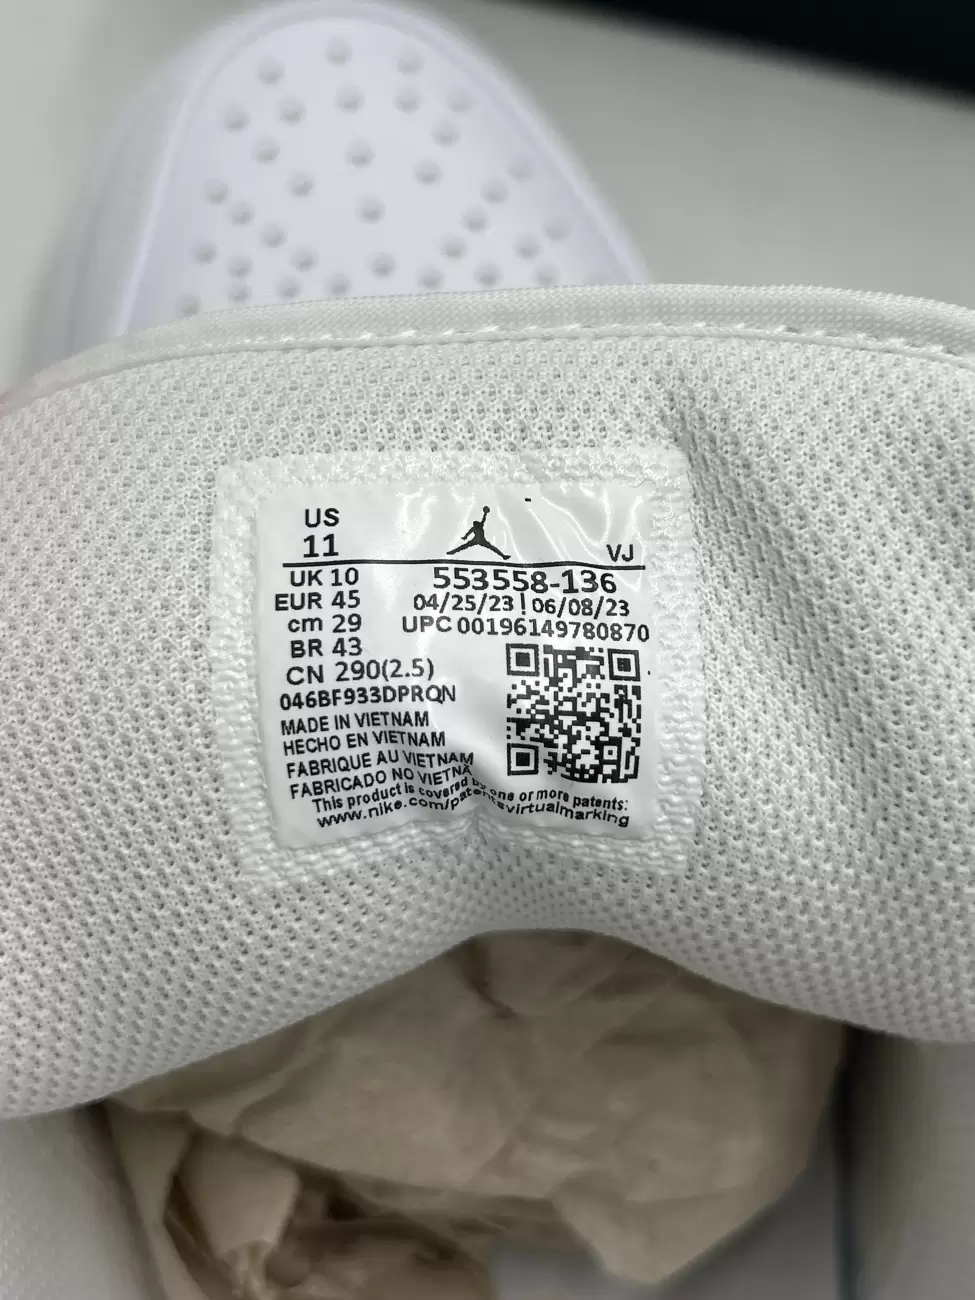 US
11
VJ
UK 10
EUR 45
cm 29
BR 43
CN 290(2.5)
046BF933DPRQN
553558-136
04/25/23 | 06/08/23
UPC 00196149780870
MADE IN VIETNAM
HECHO EN VIETNAM
FABRIQUE AU VIETNAM
FABRICADO NO VIETNÃ
This product is covered by one or more patents:
www.nike.com/patentsvirtualmarking